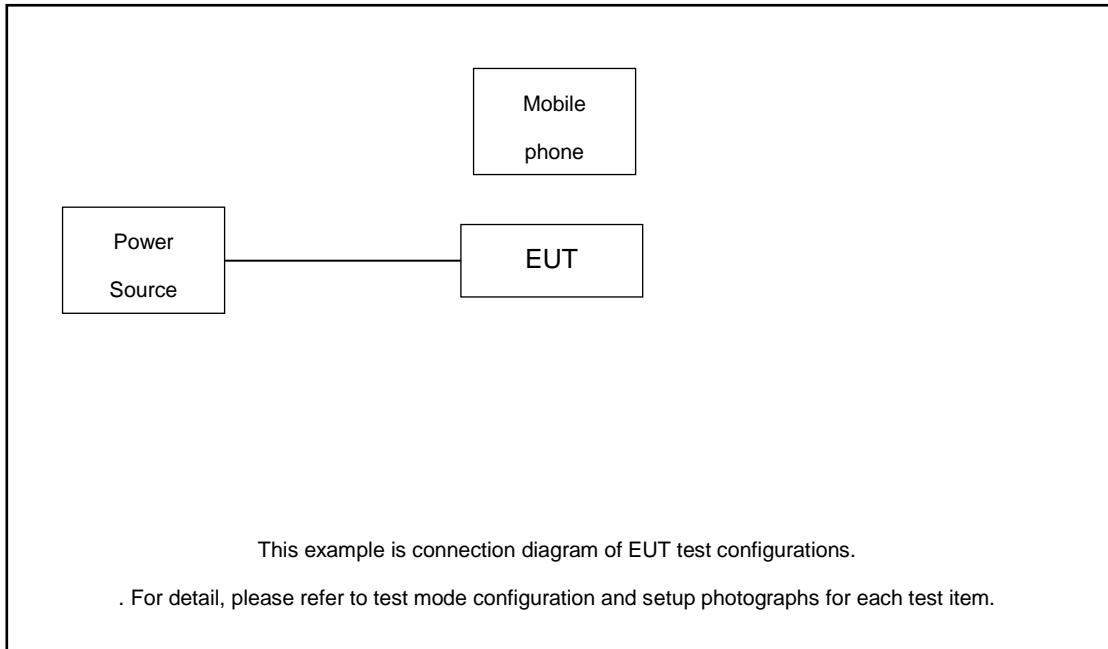 Mobile
phone
Power
Source
EUT
This example is connection diagram of EUT test configurations.
. For detail, please refer to test mode configuration and setup photographs for each test item.